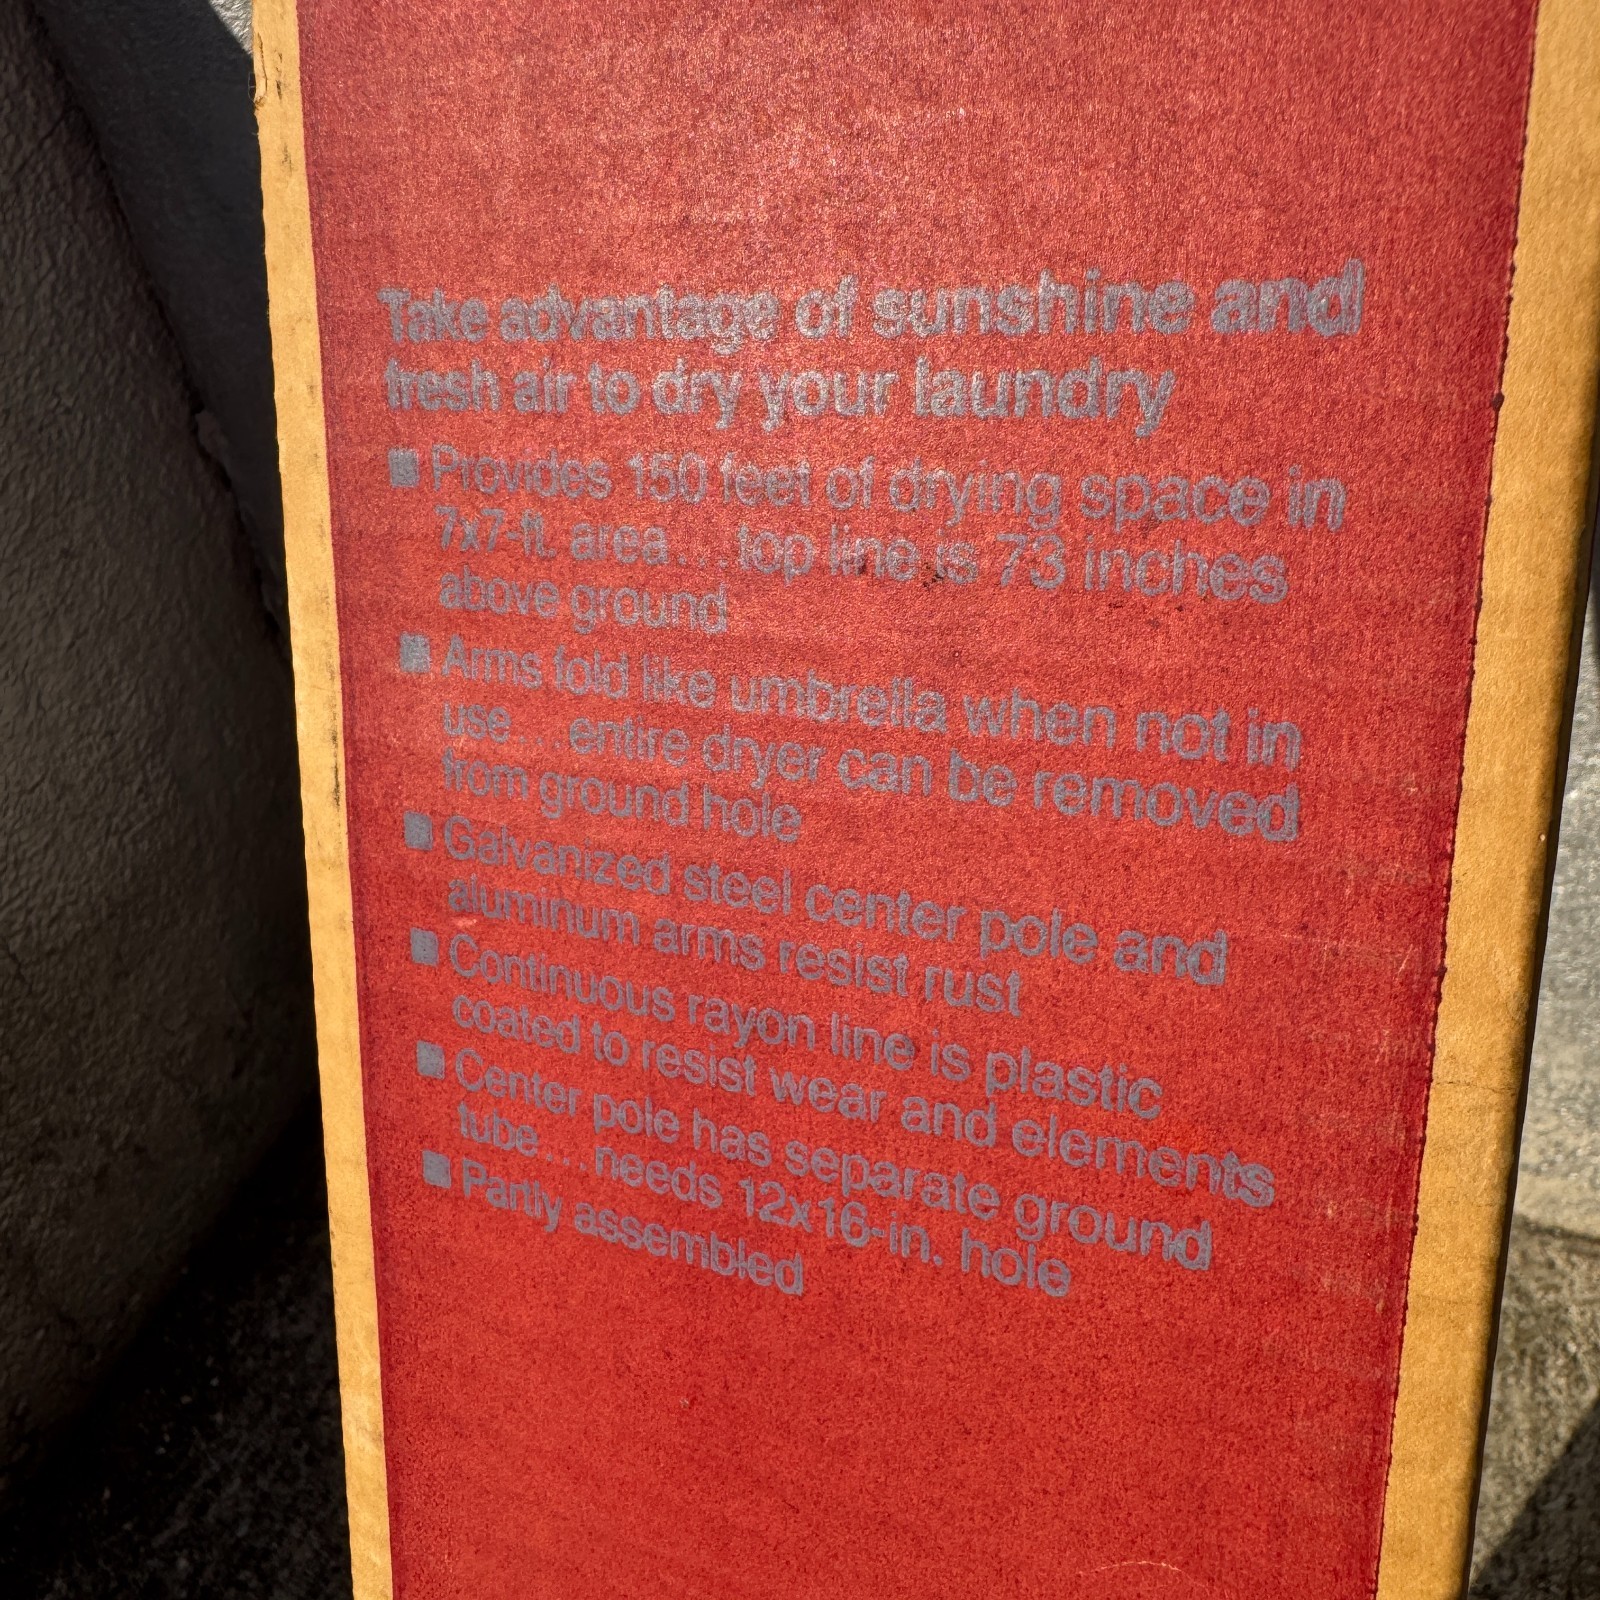 Take advantage of sunshine and
fresh air to dry your laundry
■ Provides 150 feet of drying space in
7x7-ft. area...top line is 73 inches
above ground
■ Arms fold like umbrella when not in
use...entire dryer can be removed
from ground hole
■ Galvanized steel center pole and
aluminum arms resist rust
■ Continuous rayon line is plastic
coated to resist wear and elements
■ Center pole has separate ground
tube...needs 12x16-in. hole
■ Partly assembled